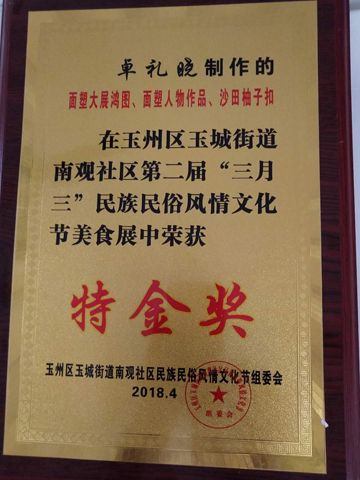 卓礼晓制作的
面塑大展鸿图、面塑人物作品、沙田柚子扣
在玉州区玉城街道
南观社区第二届“三月
三”民族民俗风情文化
节美食展中荣获
特金奖
玉州区玉城街道南观社区民族民俗风情文化节组委会
2018.4
组委会